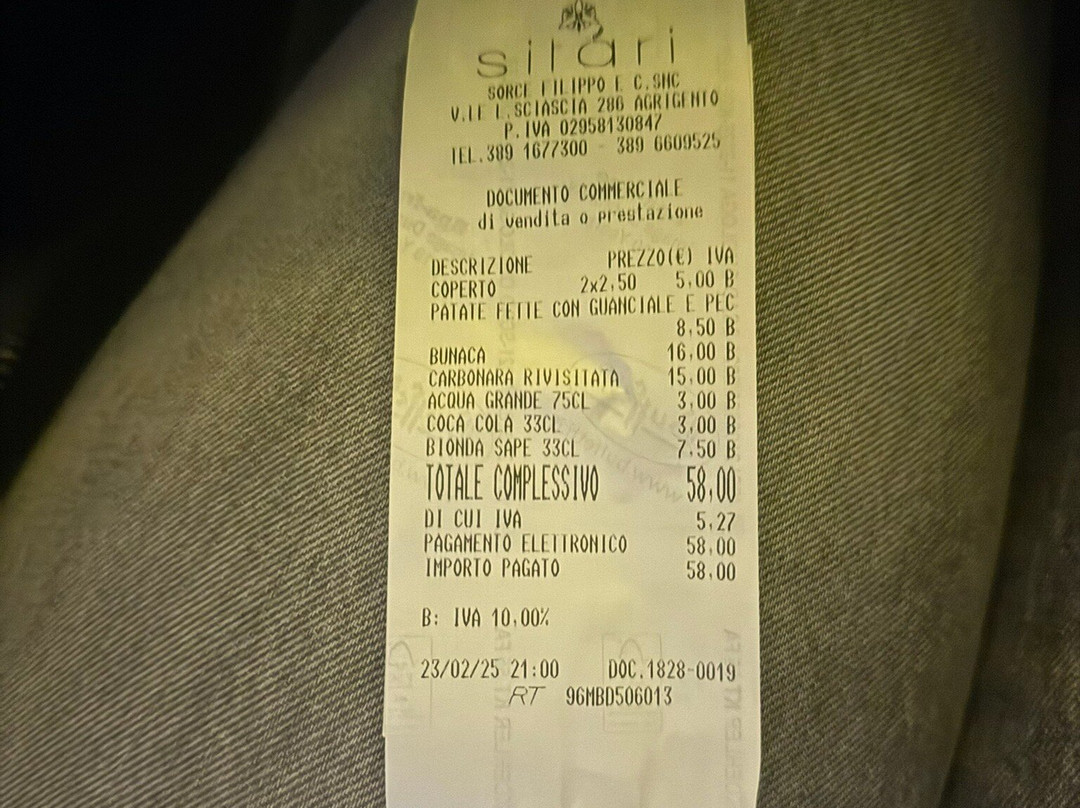 sitari
SORCE FILIPPO E C.SNC
V.LE L.SCIASCIA 286 AGRIGENTO
P.IVA 02958130847
TEL.389 1677300 - 389 6609525
DOCUMENTO COMMERCIALE
di vendita o prestazione
DESCRIZIONE PREZZO(€) IVA
COPERTO 2x2,50 5,00 B
PATATE FETTE CON GUANCIALE E PEC
8,50 B
BUNACA 16,00 B
CARBONARA RIVISITATA 15,00 B
ACQUA GRANDE 75CL 3,00 B
COCA COLA 33CL 3,00 B
BIONDA SAPE 33CL 7,50 B
TOTALE COMPLESSIVO 58,00
DI CUI IVA 5,27
PAGAMENTO ELETTRONICO 58,00
IMPORTO PAGATO 58,00
B: IVA 10,00%
23/02/25 21:00 DOC.1828-0019
RT 96MBD506013